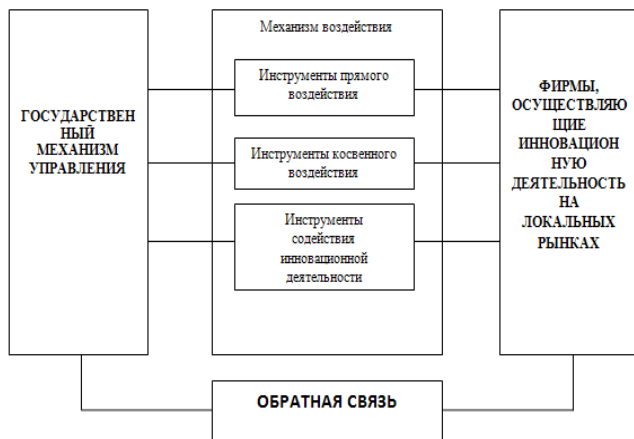 Механизм воздействия
Инструменты прямого
воздействия
ГОСУДАРСТВЕН
НЫЙ
МЕХАНИЗМ
УПРАВЛЕНИЯ
Инструменты косвенного
воздействия
Инструменты
содействия
инновационной
деятельности
ФИРМЫ,
ОСУЩЕСТВЛЯЮ
ЩИЕ
ИННОВАЦИОН
НУЮ
ДЕЯТЕЛЬНОСТЬ
НА
ЛОКАЛЬНЫХ
РЫНКАХ
ОБРАТНАЯ СВЯЗЬ